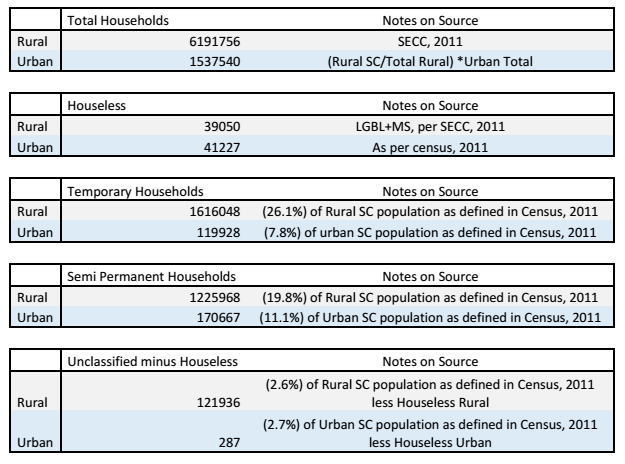 Total Households Notes on Source
Rural 6191756 SECC, 2011
Urban 1537540 (Rural SC/Total Rural) *Urban Total
Houseless Notes on Source
Rural 39050 LGBL+MS, per SECC, 2011
Urban 41227 As per census, 2011
Temporary Households Notes on Source
Rural 1616048 (26.1%) of Rural SC population as defined in Census, 2011
Urban 119928 (7.8%) of urban SC population as defined in Census, 2011
Semi Permanent Households Notes on Source
Rural 1225968 (19.8%) of Rural SC population as defined in Census, 2011
Urban 170667 (11.1%) of Urban SC population as defined in Census, 2011
Unclassified minus Houseless Notes on Source
(2.6%) of Rural SC population as defined in Census, 2011
Rural 121936 less Houseless Rural
(2.7%) of Urban SC population as defined in Census, 2011
Urban 287 less Houseless Urban